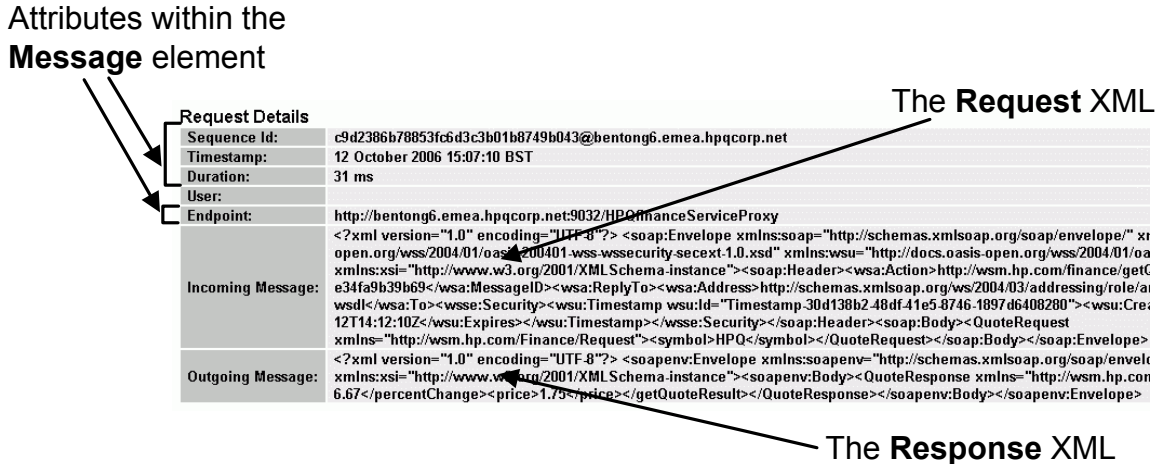 Attributes within the
Message element
The Request XML
Request Details
Sequence Id: c9d2386b78853fc6d3c3b01b8749b043@bentong6.emea.hpqcorp.net
Timestamp: 12 October 2006 15:07:10 BST
Duration: 31 ms
User:
Endpoint: http://bentong6.emea.hpqcorp.net:9032/HPQfinanceServiceProxy
Incoming Message:
<?xml version="1.0" encoding="UTF-8"?> <soap:Envelope xmlns:soap="http://schemas.xmlsoap.org/soap/envelope/" xn
open.org/wss/2004/01/oasis-200401-wss-wssecurity-secext-1.0.xsd" xmlns:wsu="http://docs.oasis-open.org/wss/2004/01/oa
xmlns:xsi="http://www.w3.org/2001/XMLSchema-instance"><soap:Header><wsa:Action>http://wsm.hp.com/finance/getQ
e34fa9b39b69</wsa:MessageID><wsa:ReplyTo><wsa:Address>http://schemas.xmlsoap.org/ws/2004/03/addressing/role/an
wsdl</wsa:To><wsse:Security><wsu:Timestamp wsu:Id="Timestamp-30d138b2-48df-41e5-8746-1897d6408280"><wsu:Crea
12T14:12:10Z</wsu:Expires></wsu:Timestamp></wsse:Security></soap:Header><soap:Body><QuoteRequest
xmlns="http://wsm.hp.com/Finance/Request"><symbol>HPQ</symbol></QuoteRequest></soap:Body></soap:Envelope>
Outgoing Message:
<?xml version="1.0" encoding="UTF-8"?> <soapenv:Envelope xmlns:soapenv="http://schemas.xmlsoap.org/soap/envelo
xmlns:xsi="http://www.w3.org/2001/XMLSchema-instance"><soapenv:Body><QuoteResponse xmlns="http://wsm.hp.con
6.67</percentChange><price>1.75</price></getQuoteResult></QuoteResponse></soapenv:Body></soapenv:Envelope>
The Response XML